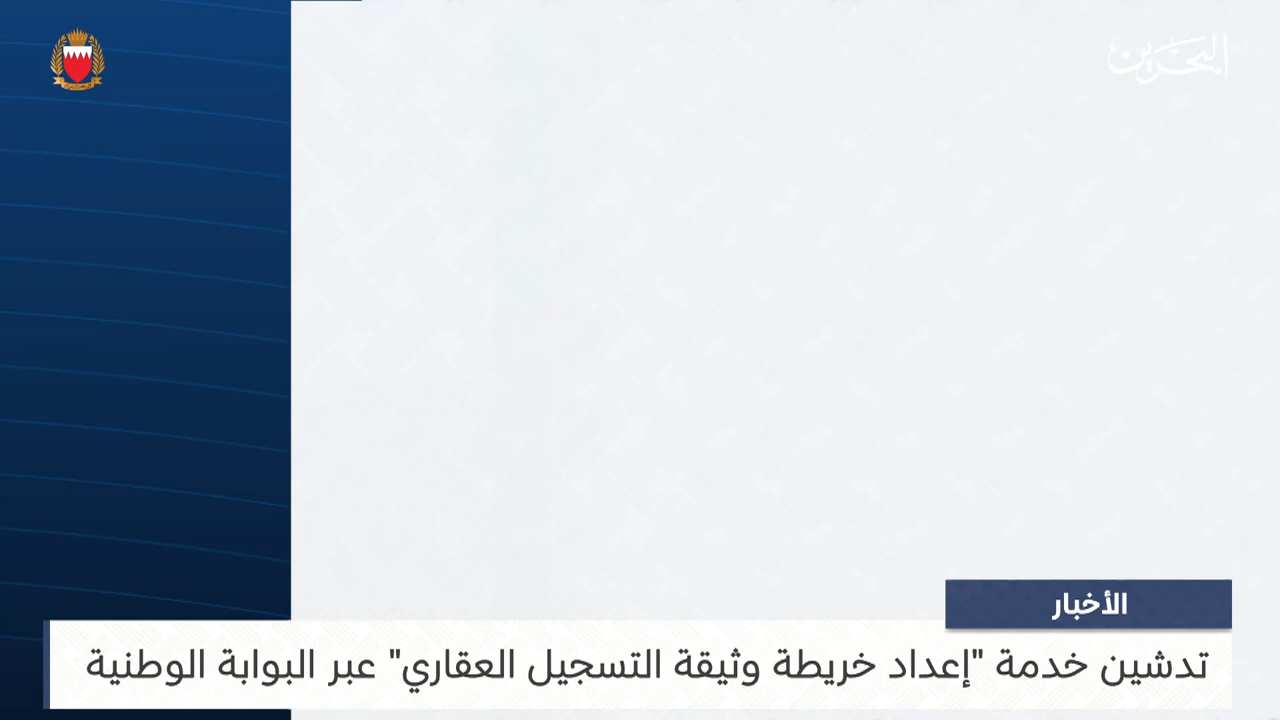 البحرين
الأخبار
تدشين خدمة "إعداد خريطة وثيقة التسجيل العقاري" عبر البوابة الوطنية